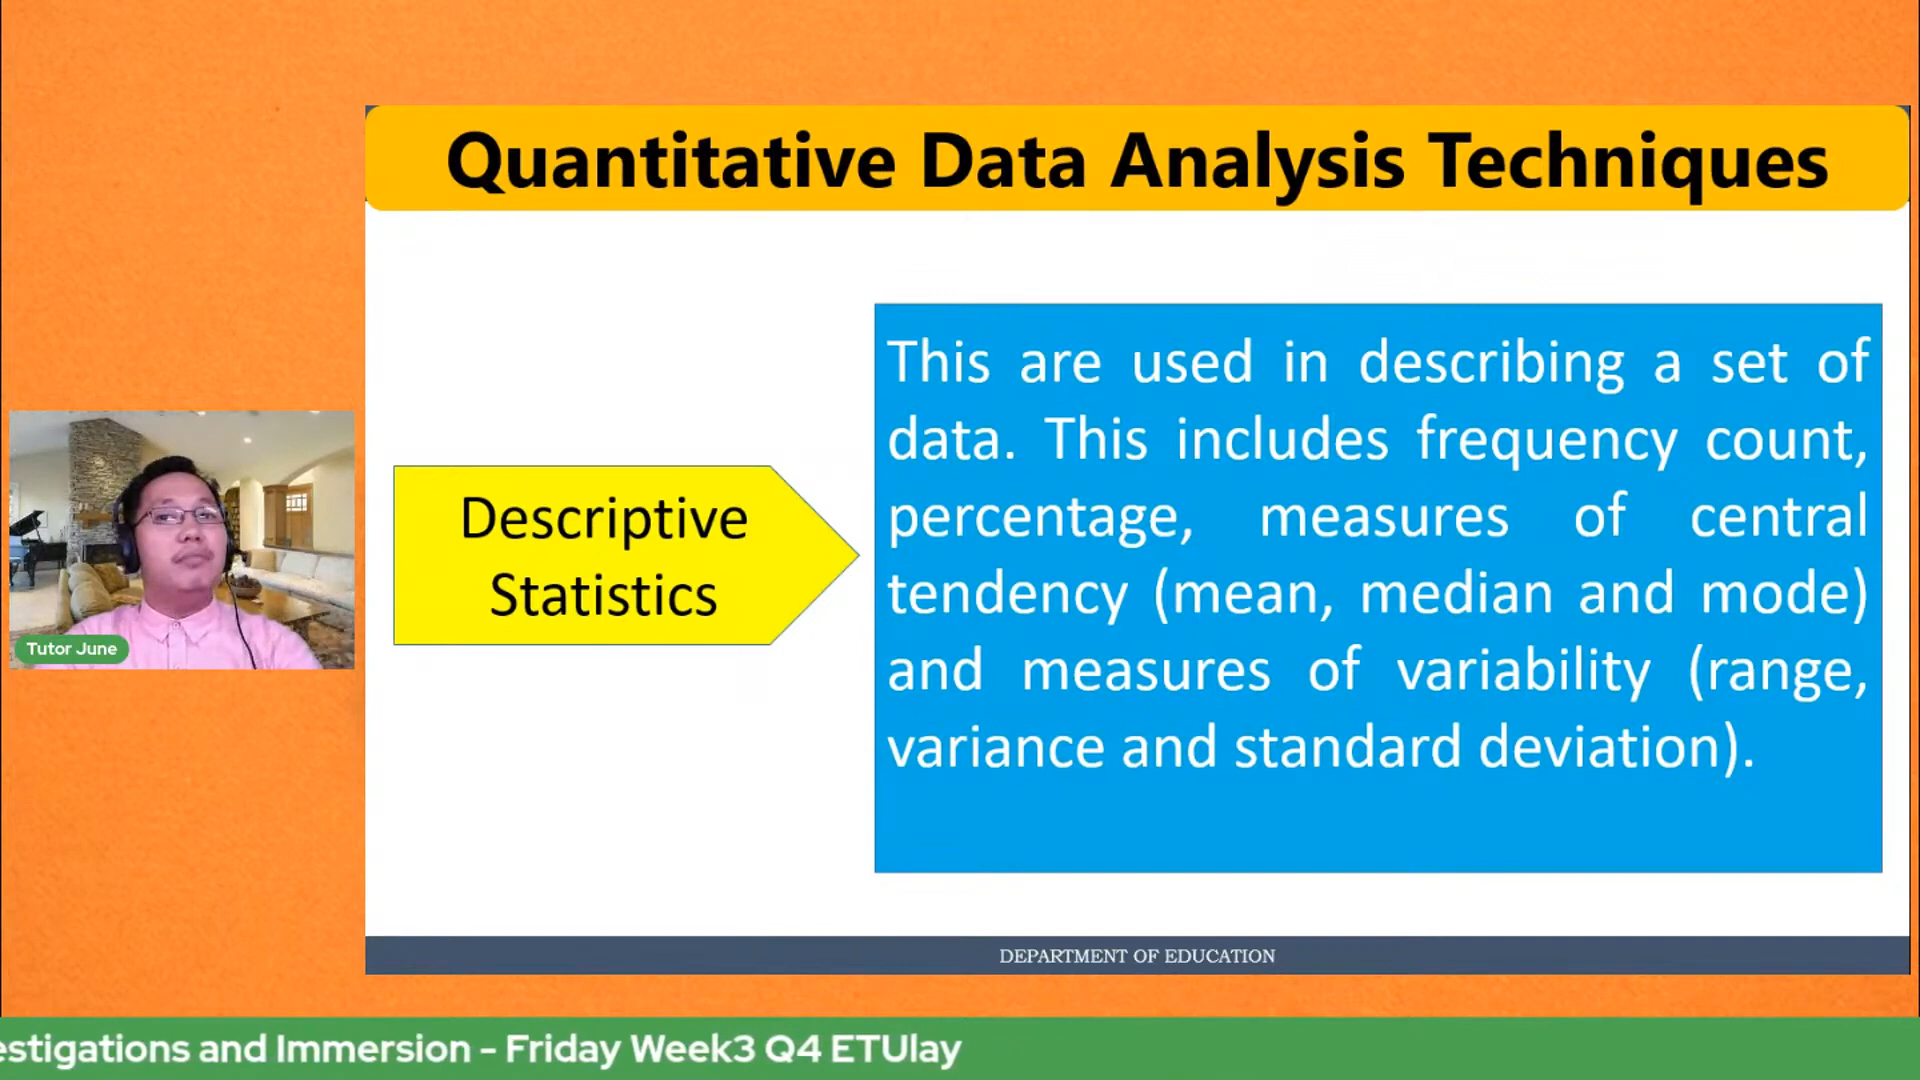 Quantitative Data Analysis Techniques
Descriptive
Statistics
This are used in describing a set of
data. This includes frequency count,
percentage, measures of central
tendency (mean, median and mode)
and measures of variability (range,
variance and standard deviation).
Tutor June
DEPARTMENT OF EDUCATION
estigations and Immersion - Friday Week3 Q4 ETUlay